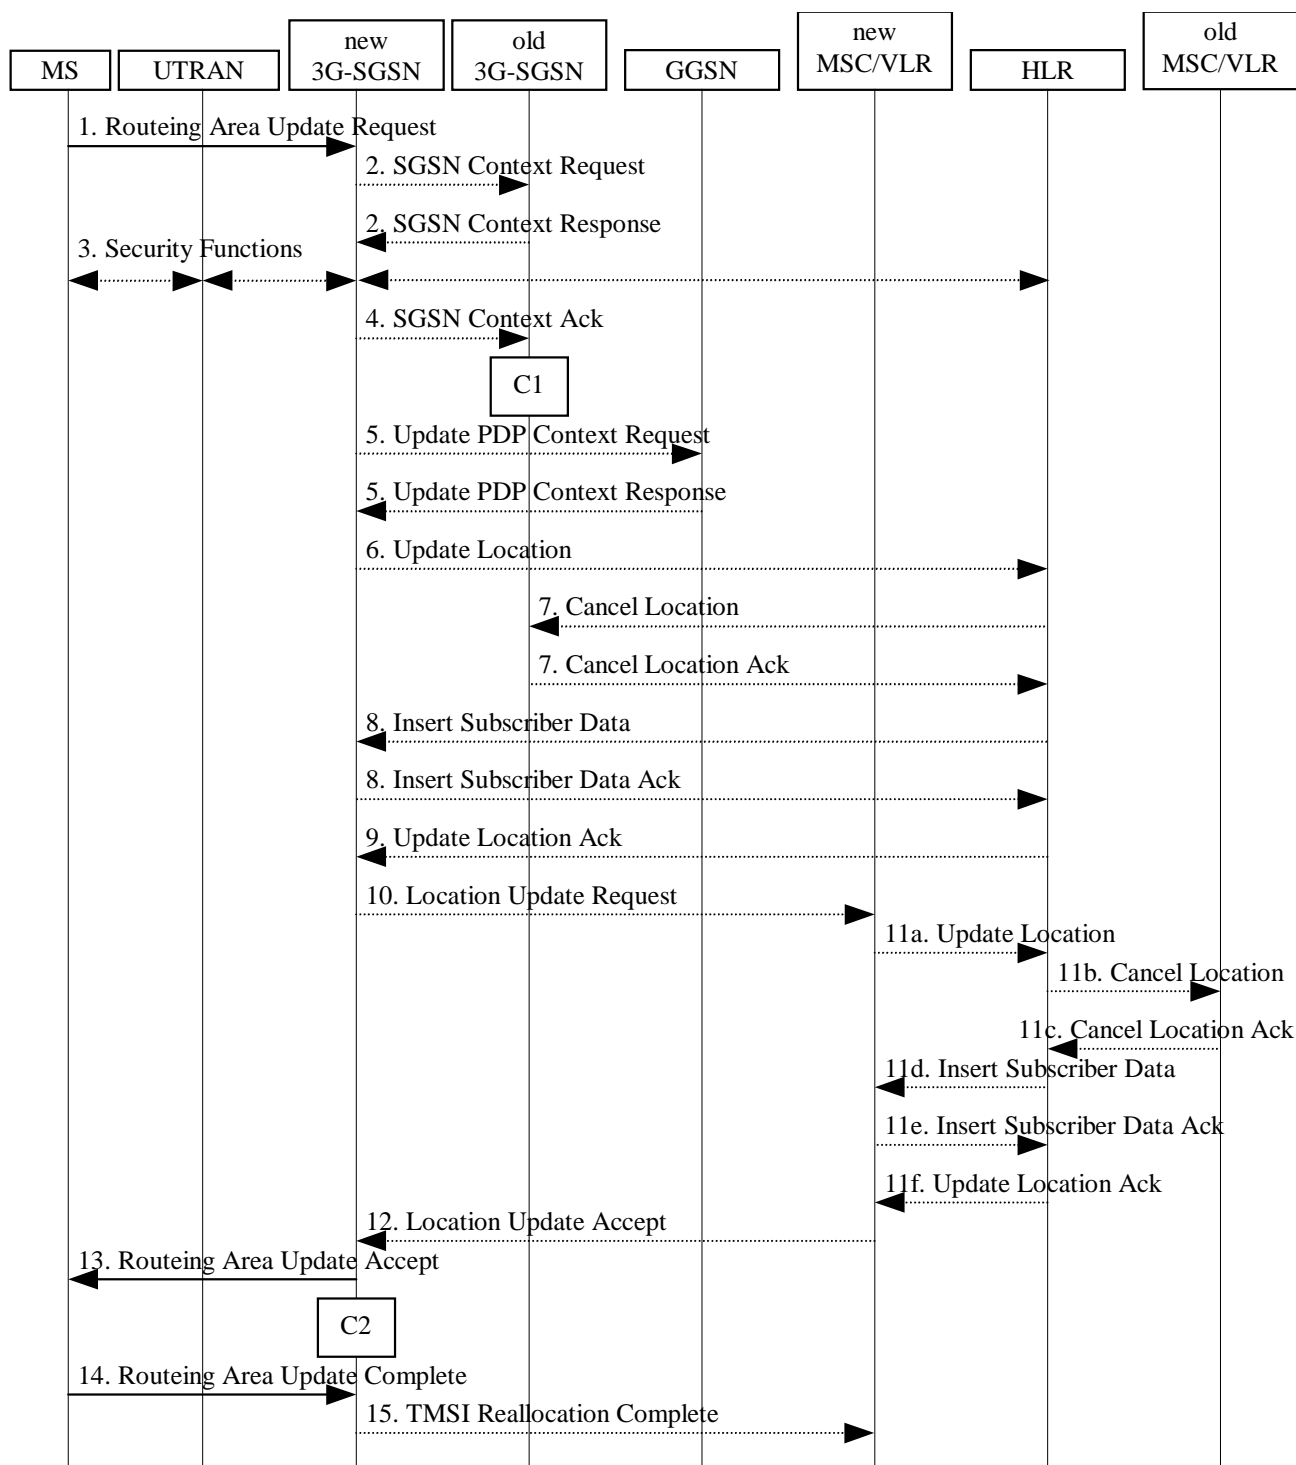 new
old
new
old
MS
UTRAN
3G-SGSN
3G-SGSN
GGSN
MSC/VLR
HLR
MSC/VLR
1. Routeing Area Update Request
2. SGSN Context Request
2. SGSN Context Response
3. Security Functions
4. SGSN Context Ack
C1
5. Update PDP Context Request
5. Update PDP Context Response
6. Update Location
7. Cancel Location
7. Cancel Location Ack
8. Insert Subscriber Data
8. Insert Subscriber Data Ack
9. Update Location Ack
10. Location Update Request
11a. Update Location
11b. Cancel Location
11c. Cancel Location Ack
11d. Insert Subscriber Data
11e. Insert Subscriber Data Ack
11f. Update Location Ack
12. Location Update Accept
13. Routeing Area Update Accept
C2
14. Routeing Area Update Complete
15. TMSI Reallocation Complete